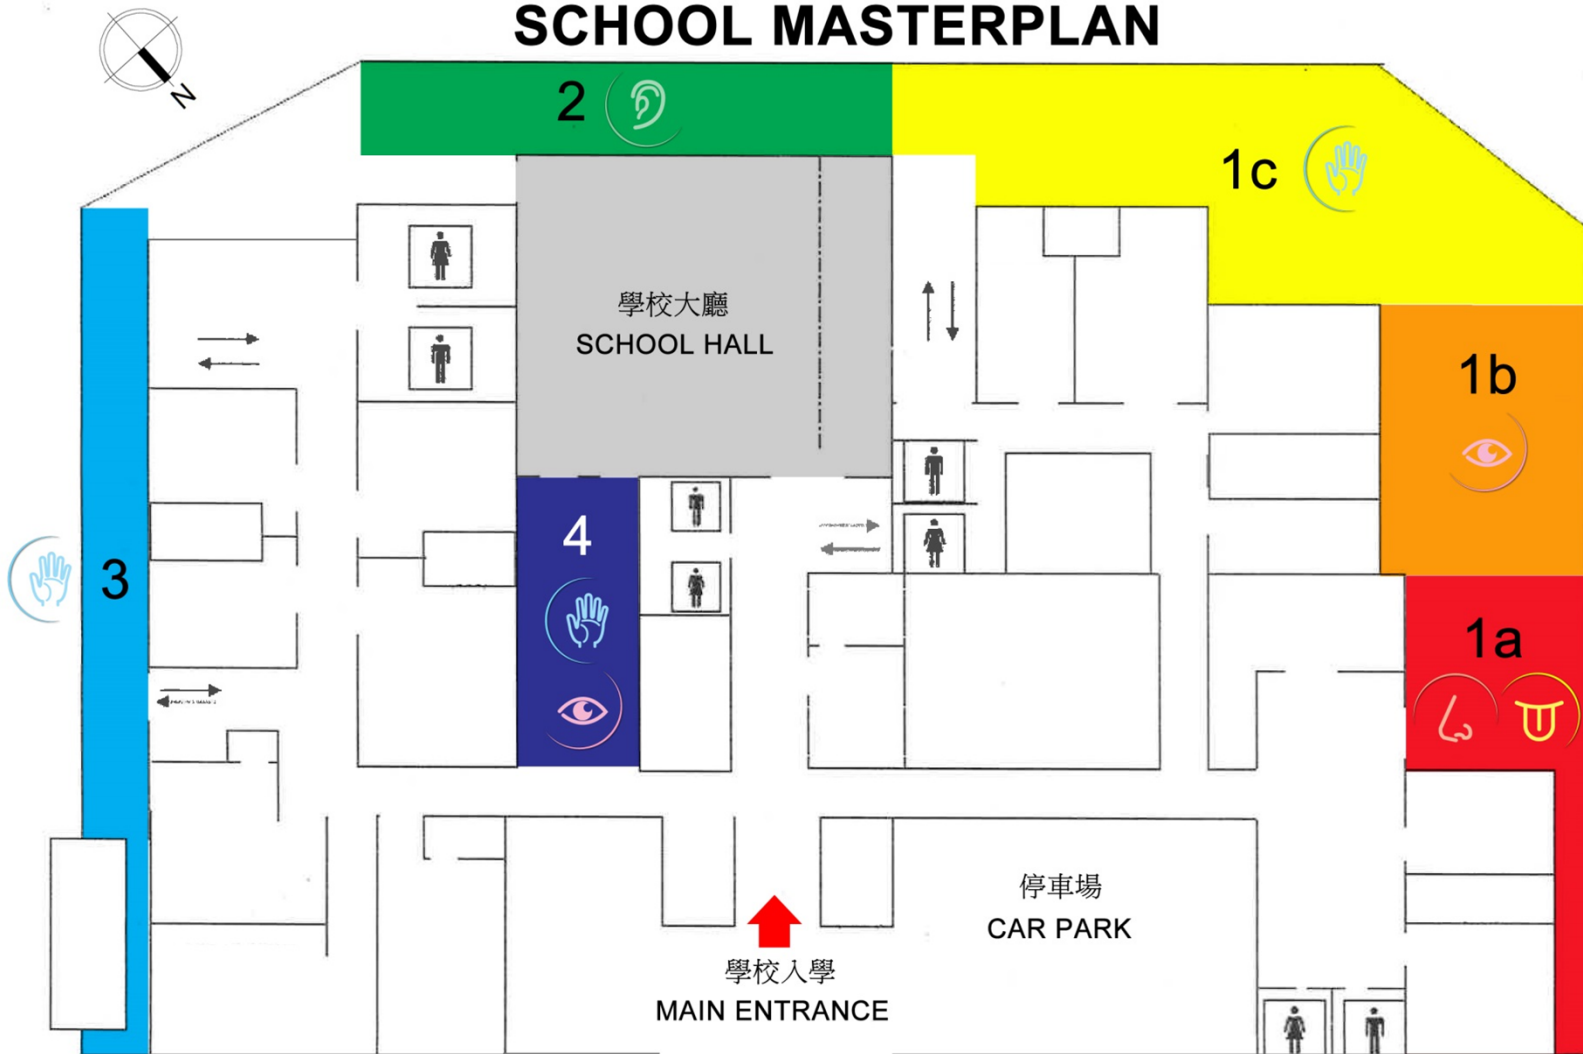 SCHOOL MASTERPLAN
N
2
1c
學校大廳
SCHOOL HALL
1b
4
3
1a
停車場
CAR PARK
學校入學
MAIN ENTRANCE